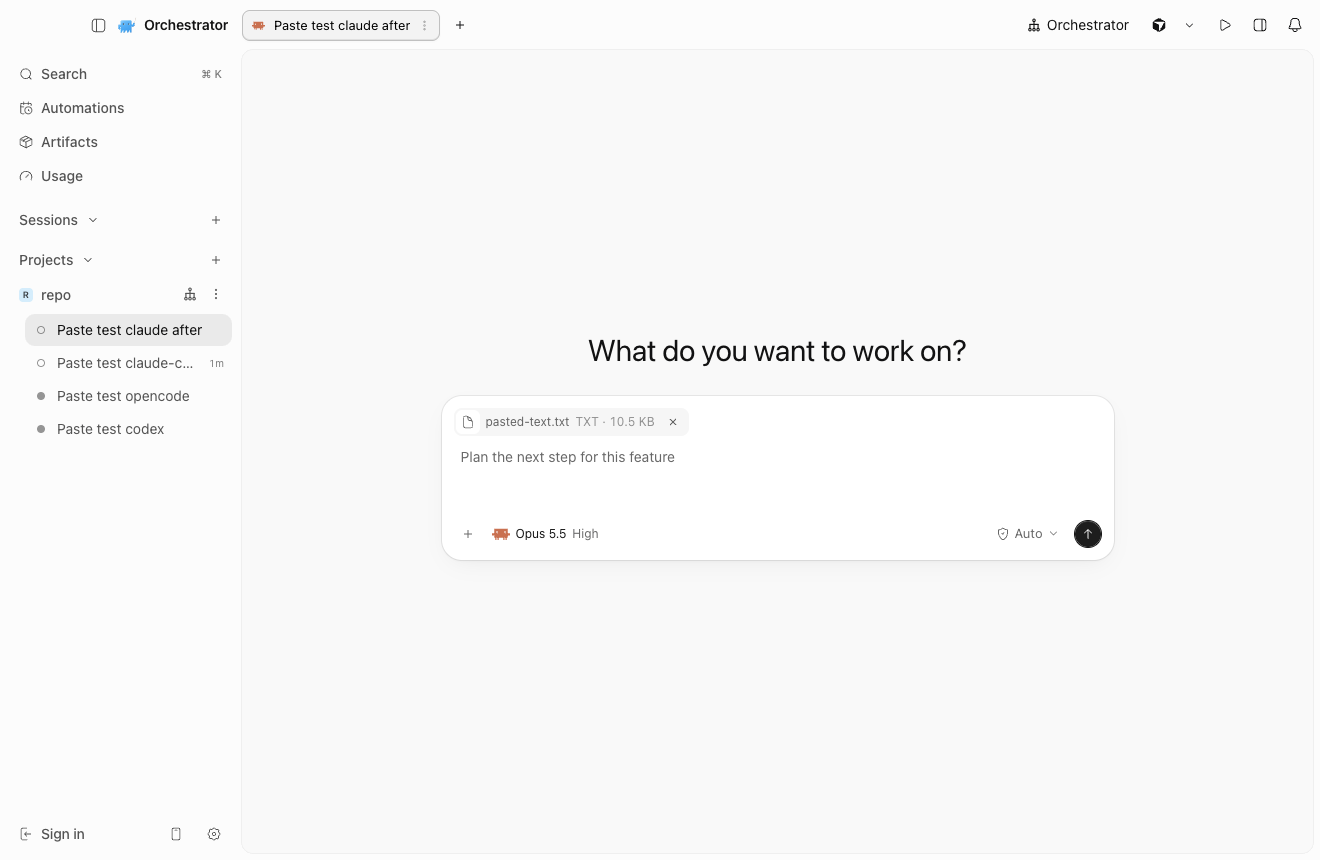 Orchestrator
Paste test claude after
Orchestrator
Search ⌘ K
Automations
Artifacts
Usage
Sessions
Projects
R repo
Paste test claude after
Paste test claude-c... 1m
Paste test opencode
Paste test codex
Sign in
What do you want to work on?
pasted-text.txt TXT · 10.5 KB
Plan the next step for this feature
Opus 5.5 High
Auto